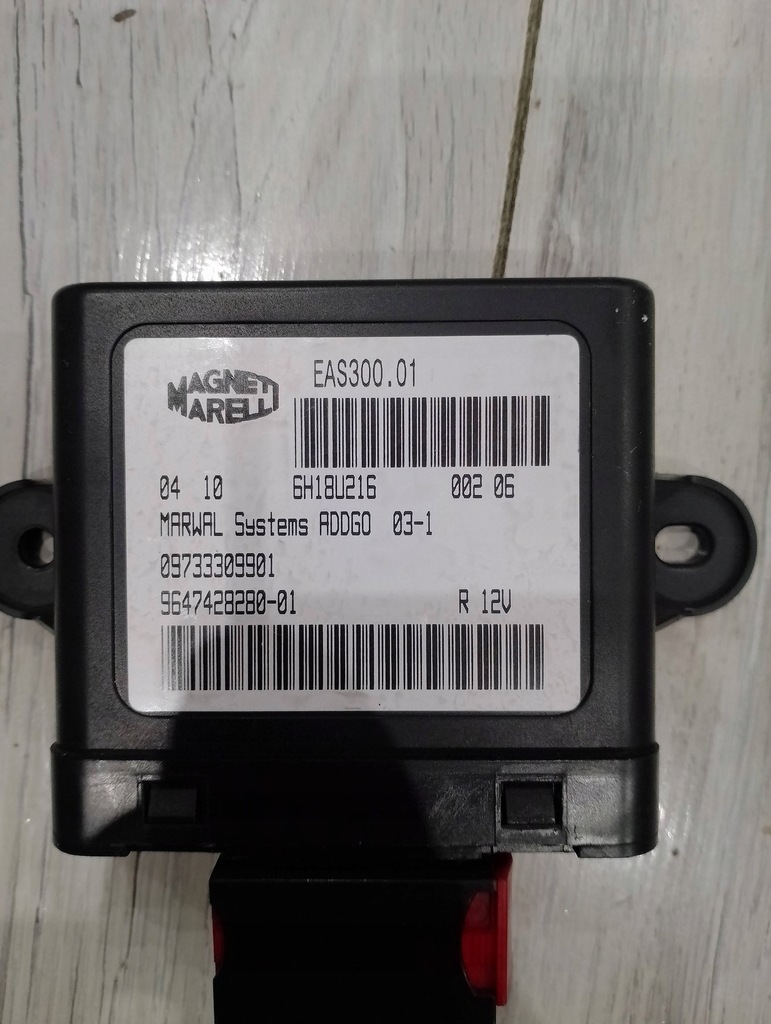 MAGNETI
MARELLI
EAS300.01
04 10 6H18U216 002 06
MARWAL Systems ADDGO 03-1
09733309901
9647428280-01 R 12V